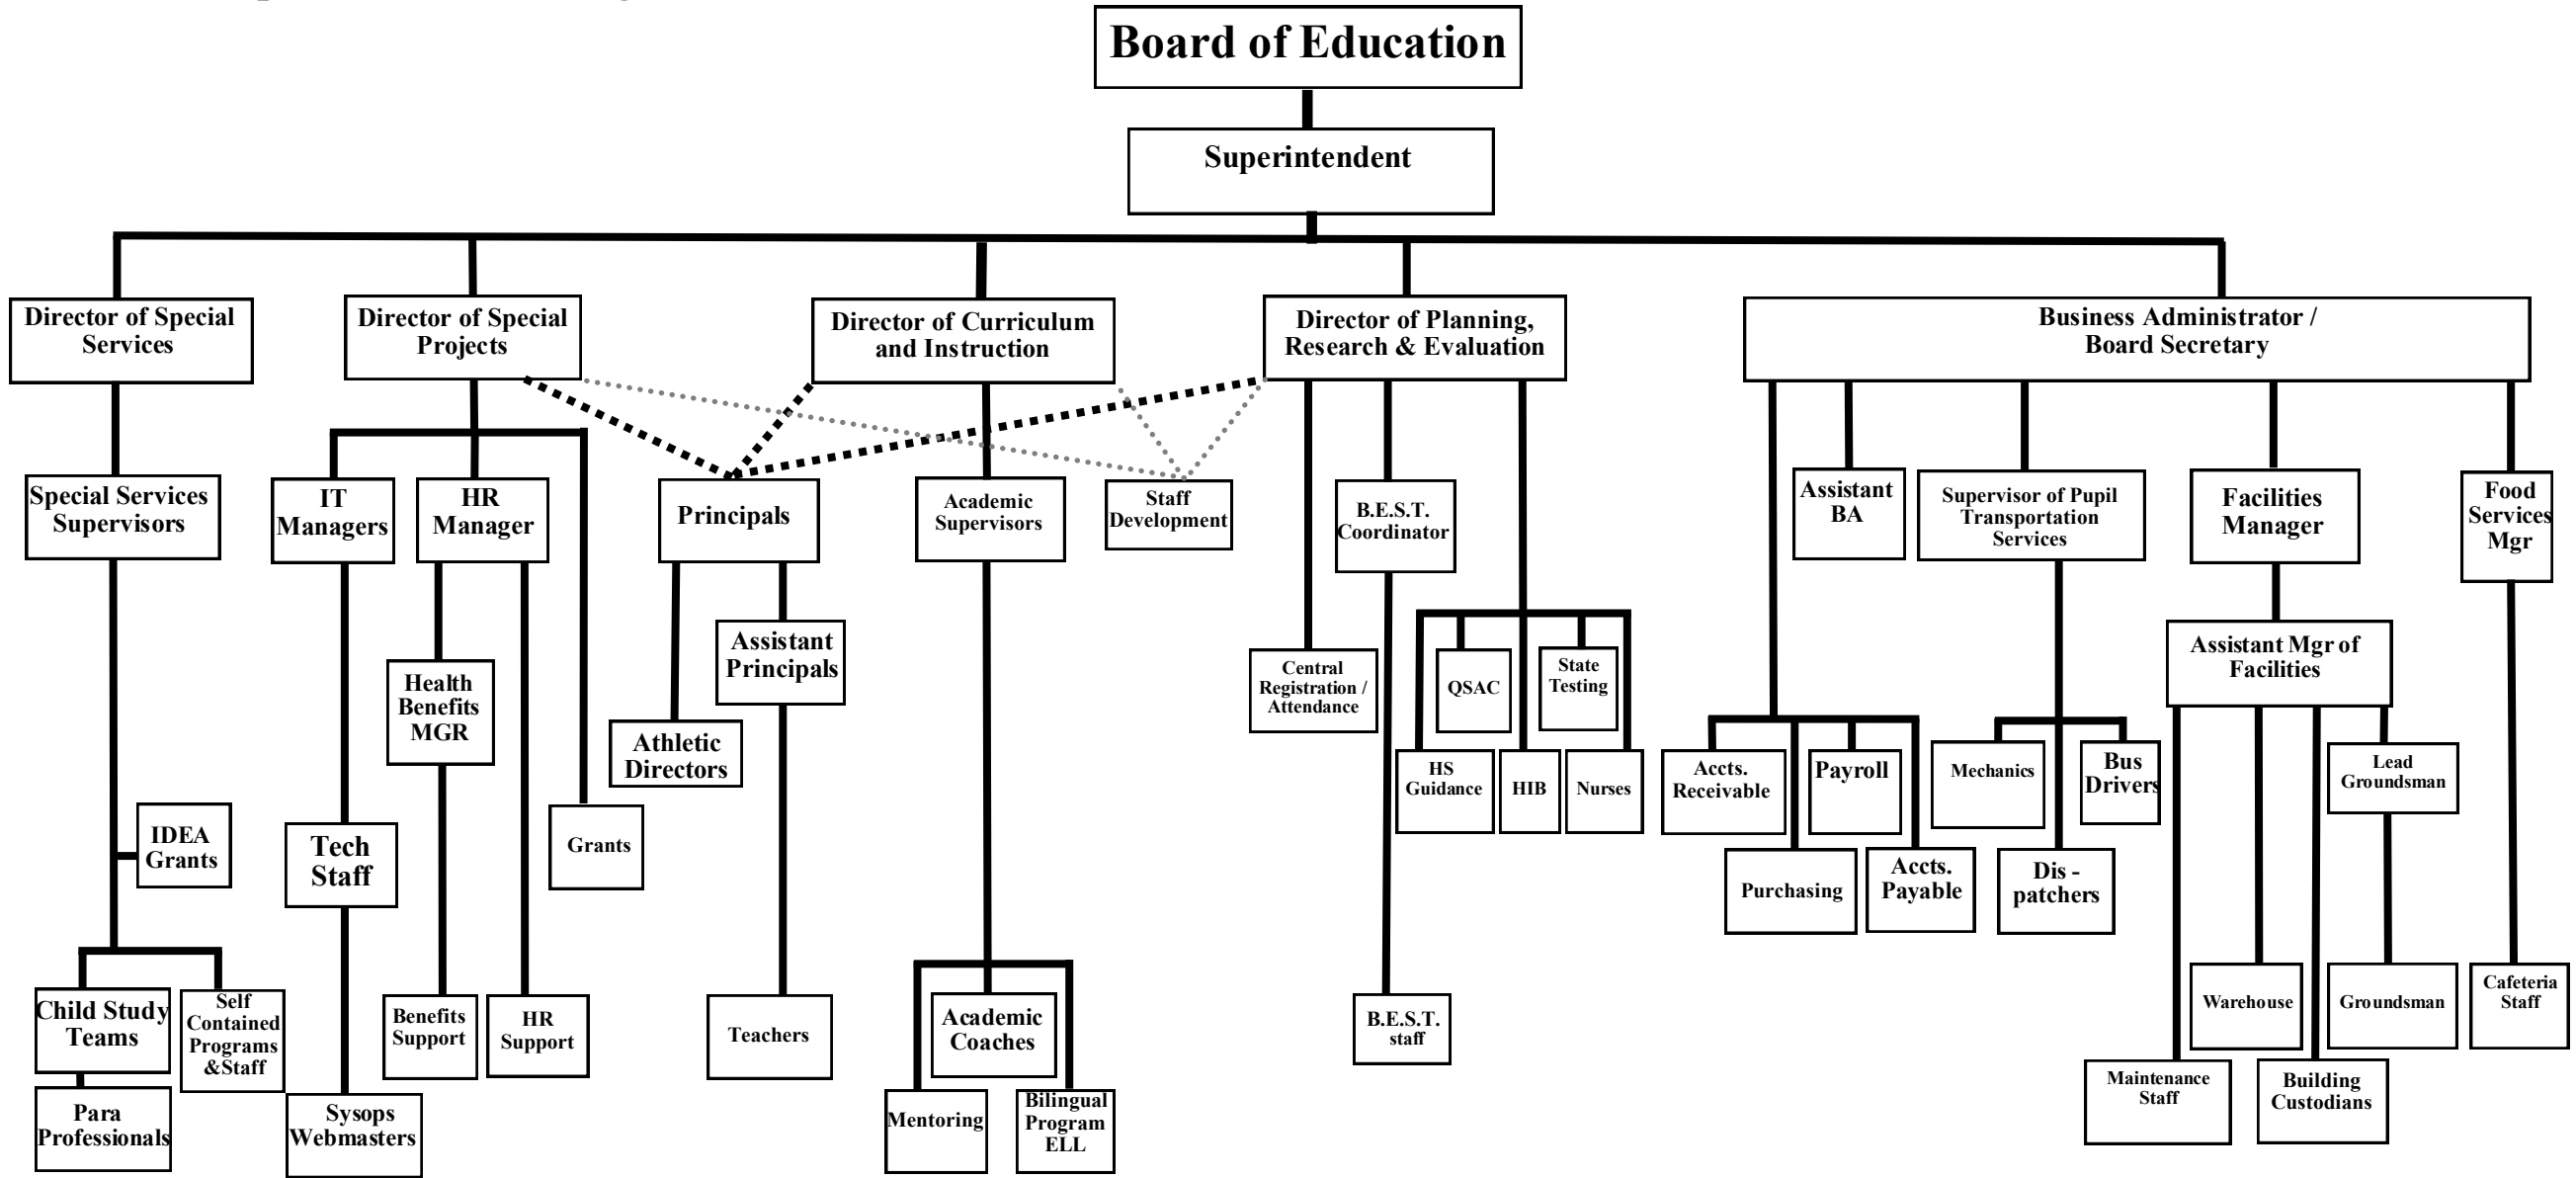 Board of Education
Superintendent
Director of Special
Services
Director of Special
Projects
Director of Curriculum
and Instruction
Director of Planning,
Research & Evaluation
Business Administrator /
Board Secretary
Special Services
Supervisors
IT
Managers
HR
Manager
Principals
Academic
Supervisors
Staff
Development
B.E.S.T.
Coordinator
Assistant
BA
Supervisor of Pupil
Transportation
Services
Facilities
Manager
Food
Services
Mgr
Assistant
Principals
Assistant Mgr of
Facilities
Health
Benefits
MGR
Central
Registration /
Attendance
QSAC
State
Testing
Athletic
Directors
HS
Guidance
HIB
Nurses
Accts.
Receivable
Payroll
Mechanics
Bus
Drivers
Lead
Groundsman
IDEA
Grants
Tech
Staff
Grants
Purchasing
Accts.
Payable
Dis -
patchers
Child Study
Teams
Self
Contained
Programs
&Staff
Benefits
Support
HR
Support
Teachers
Academic
Coaches
B.E.S.T.
staff
Warehouse
Groundsman
Cafeteria
Staff
Para
Professionals
Sysops
Webmasters
Mentoring
Bilingual
Program
ELL
Maintenance
Staff
Building
Custodians